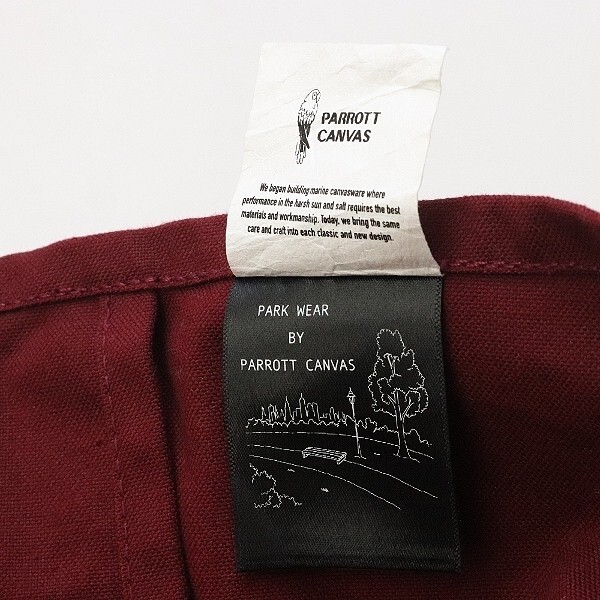 PARROTT
CANVAS
We began building marine canvasware where
performance in the harsh sun and salt requires the best
materials and workmanship. Today, we bring the same
care and craft into each classic and new design.
PARK WEAR
BY
PARROTT CANVAS